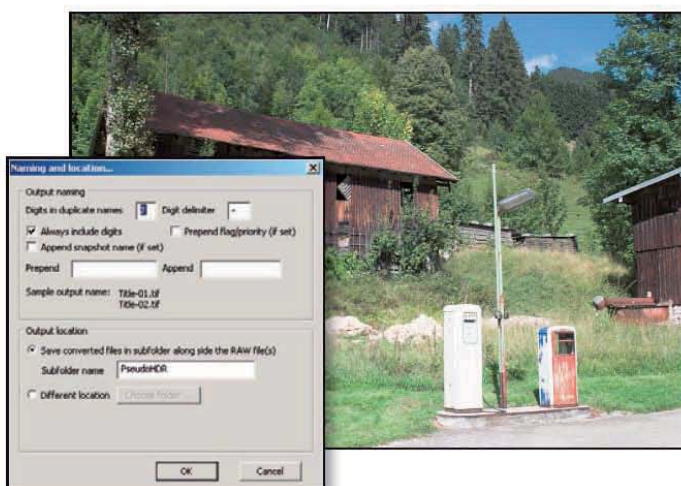 Naming and location...
Output naming
Digits in duplicate names Digit delimiter -
Always include digits Prepend flag/priority (if set)
Append snapshot name (if set)
Prepend Append
Sample output name: Title-01.tif
Title-02.tif
Output location
Save converted files in subfolder along side the RAW file(s)
Subfolder name PseudoHDR
Different location Choose folder ...
OK Cancel